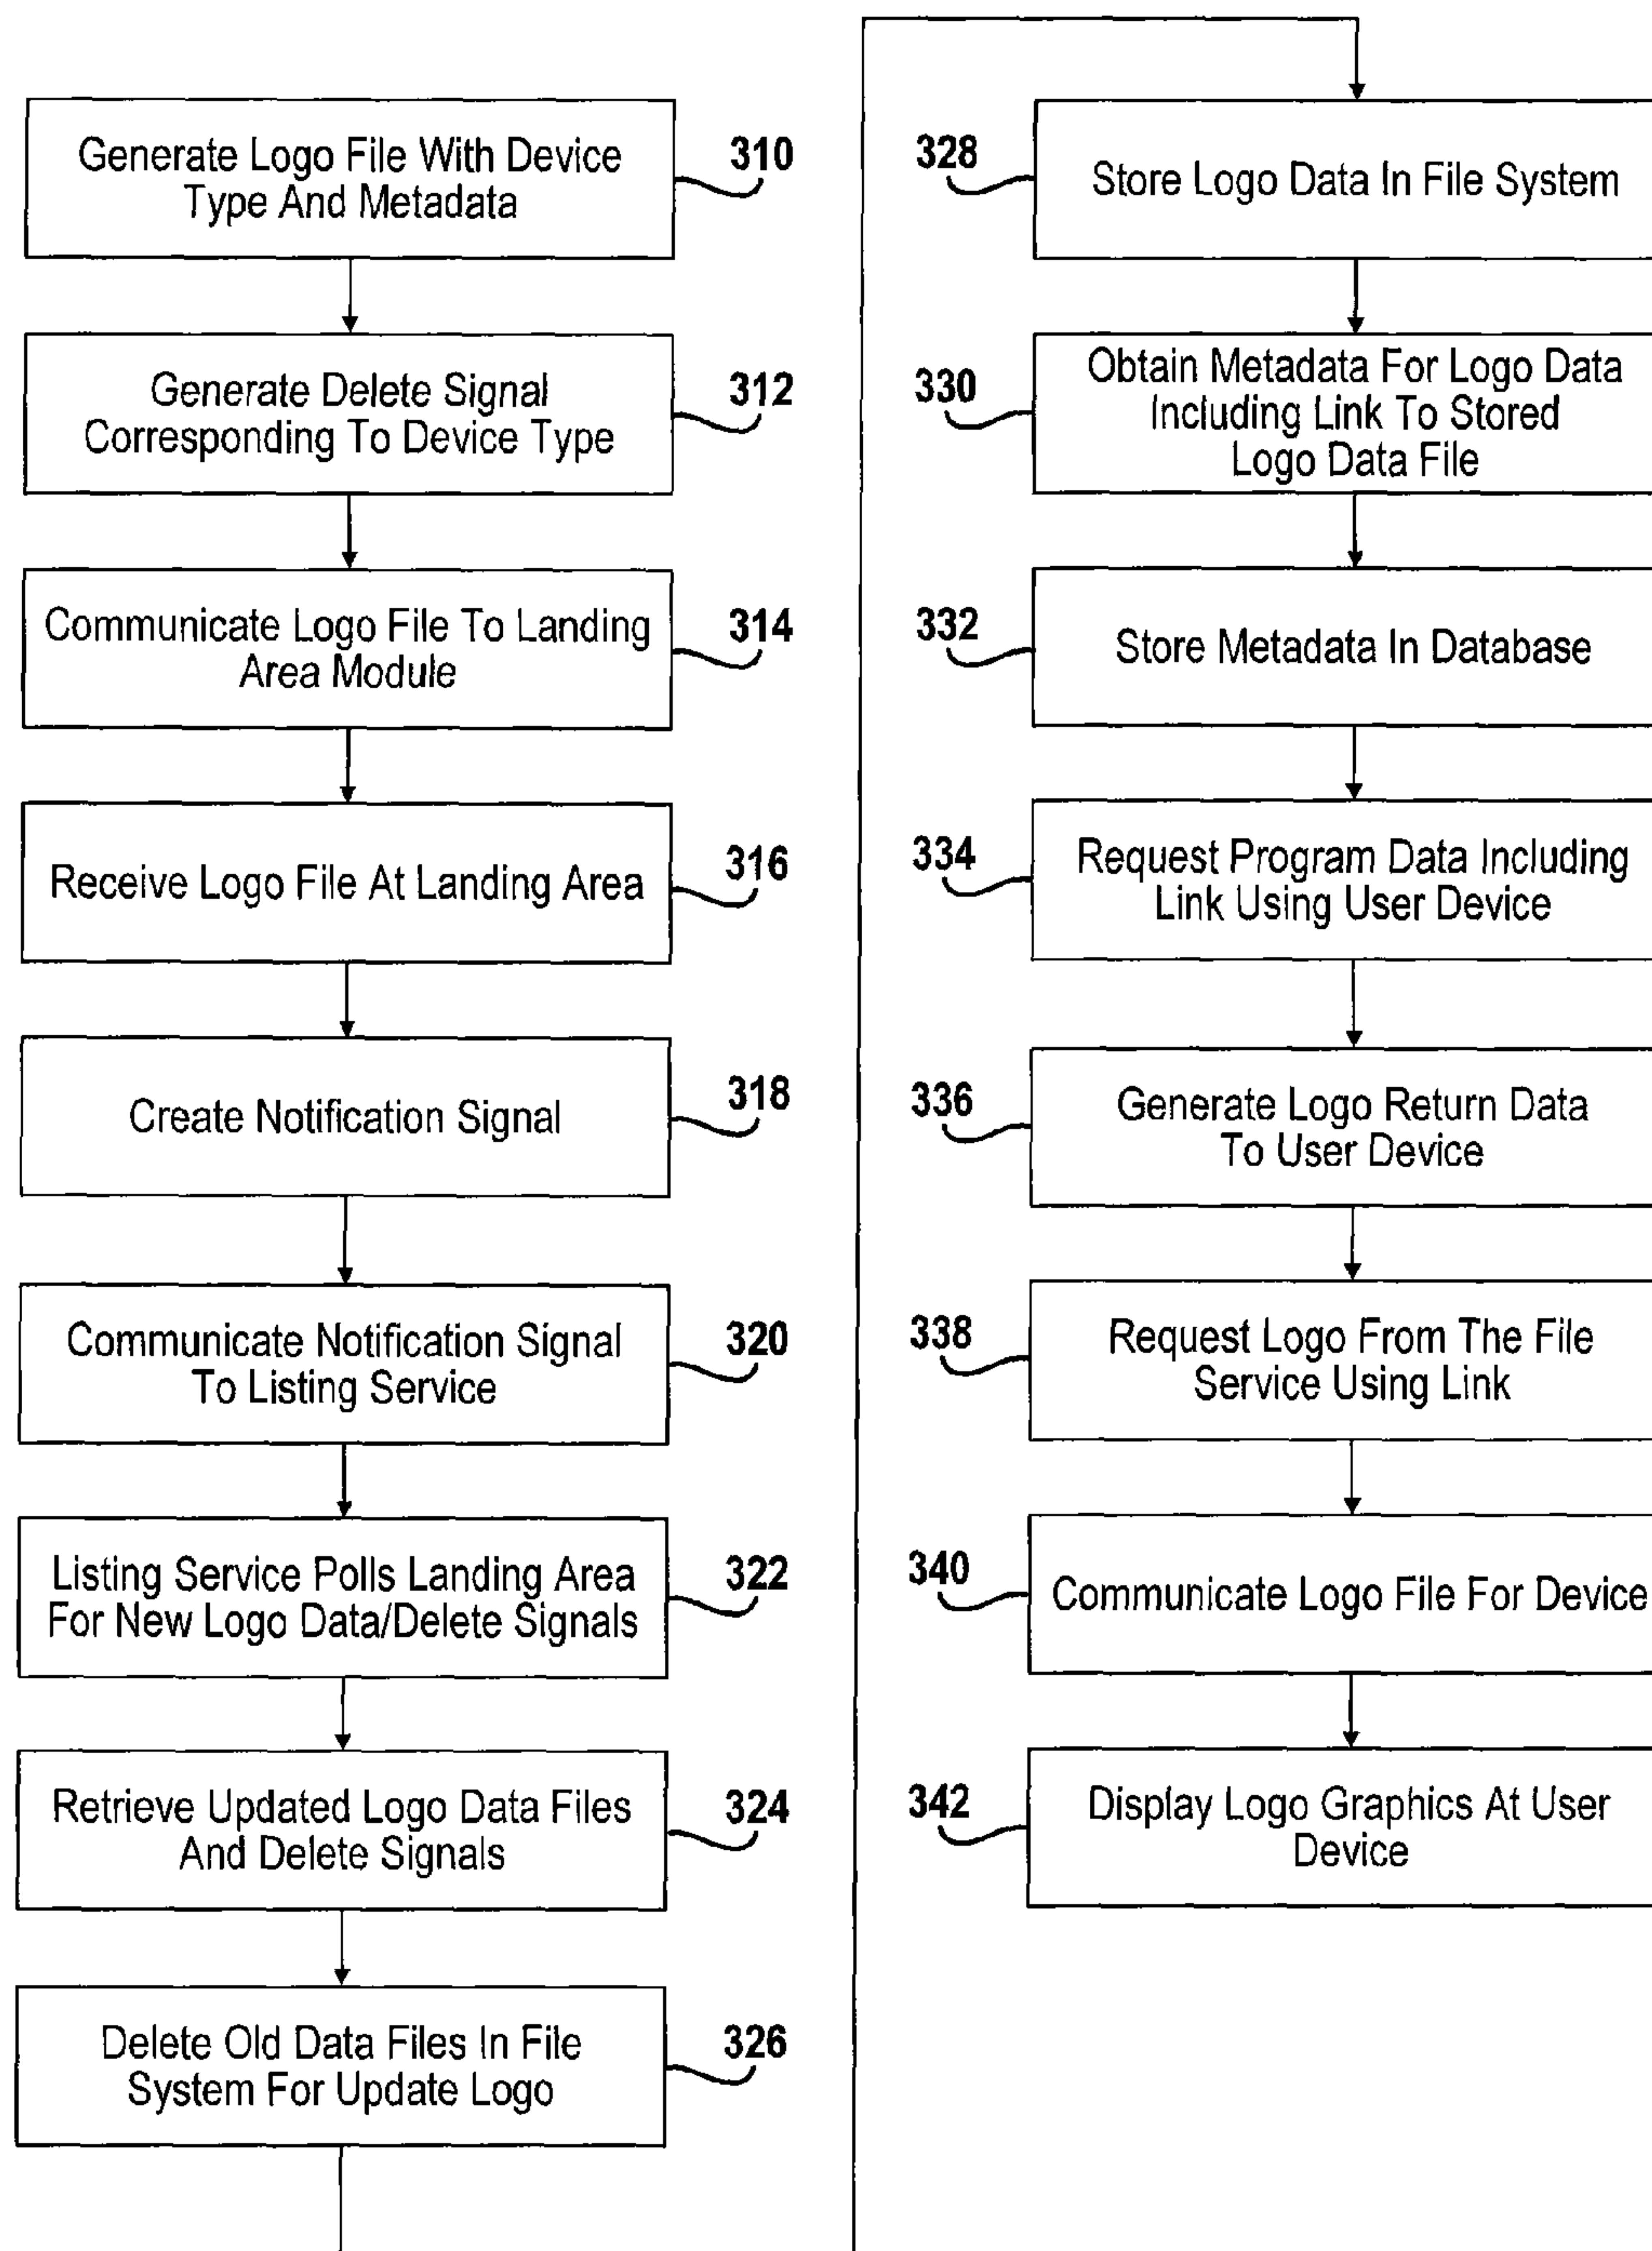 Generate Logo File With Device
Type And Metadata
310
Generate Delete Signal
Corresponding To Device Type
312
Communicate Logo File To Landing
Area Module
314
Receive Logo File At Landing Area
316
Create Notification Signal
318
Communicate Notification Signal
To Listing Service
320
Listing Service Polls Landing Area
For New Logo Data/Delete Signals
322
Retrieve Updated Logo Data Files
And Delete Signals
324
Delete Old Data Files In File
System For Update Logo
326
328
Store Logo Data In File System
330
Obtain Metadata For Logo Data
Including Link To Stored
Logo Data File
332
Store Metadata In Database
334
Request Program Data Including
Link Using User Device
336
Generate Logo Return Data
To User Device
338
Request Logo From The File
Service Using Link
340
Communicate Logo File For Device
342
Display Logo Graphics At User
Device